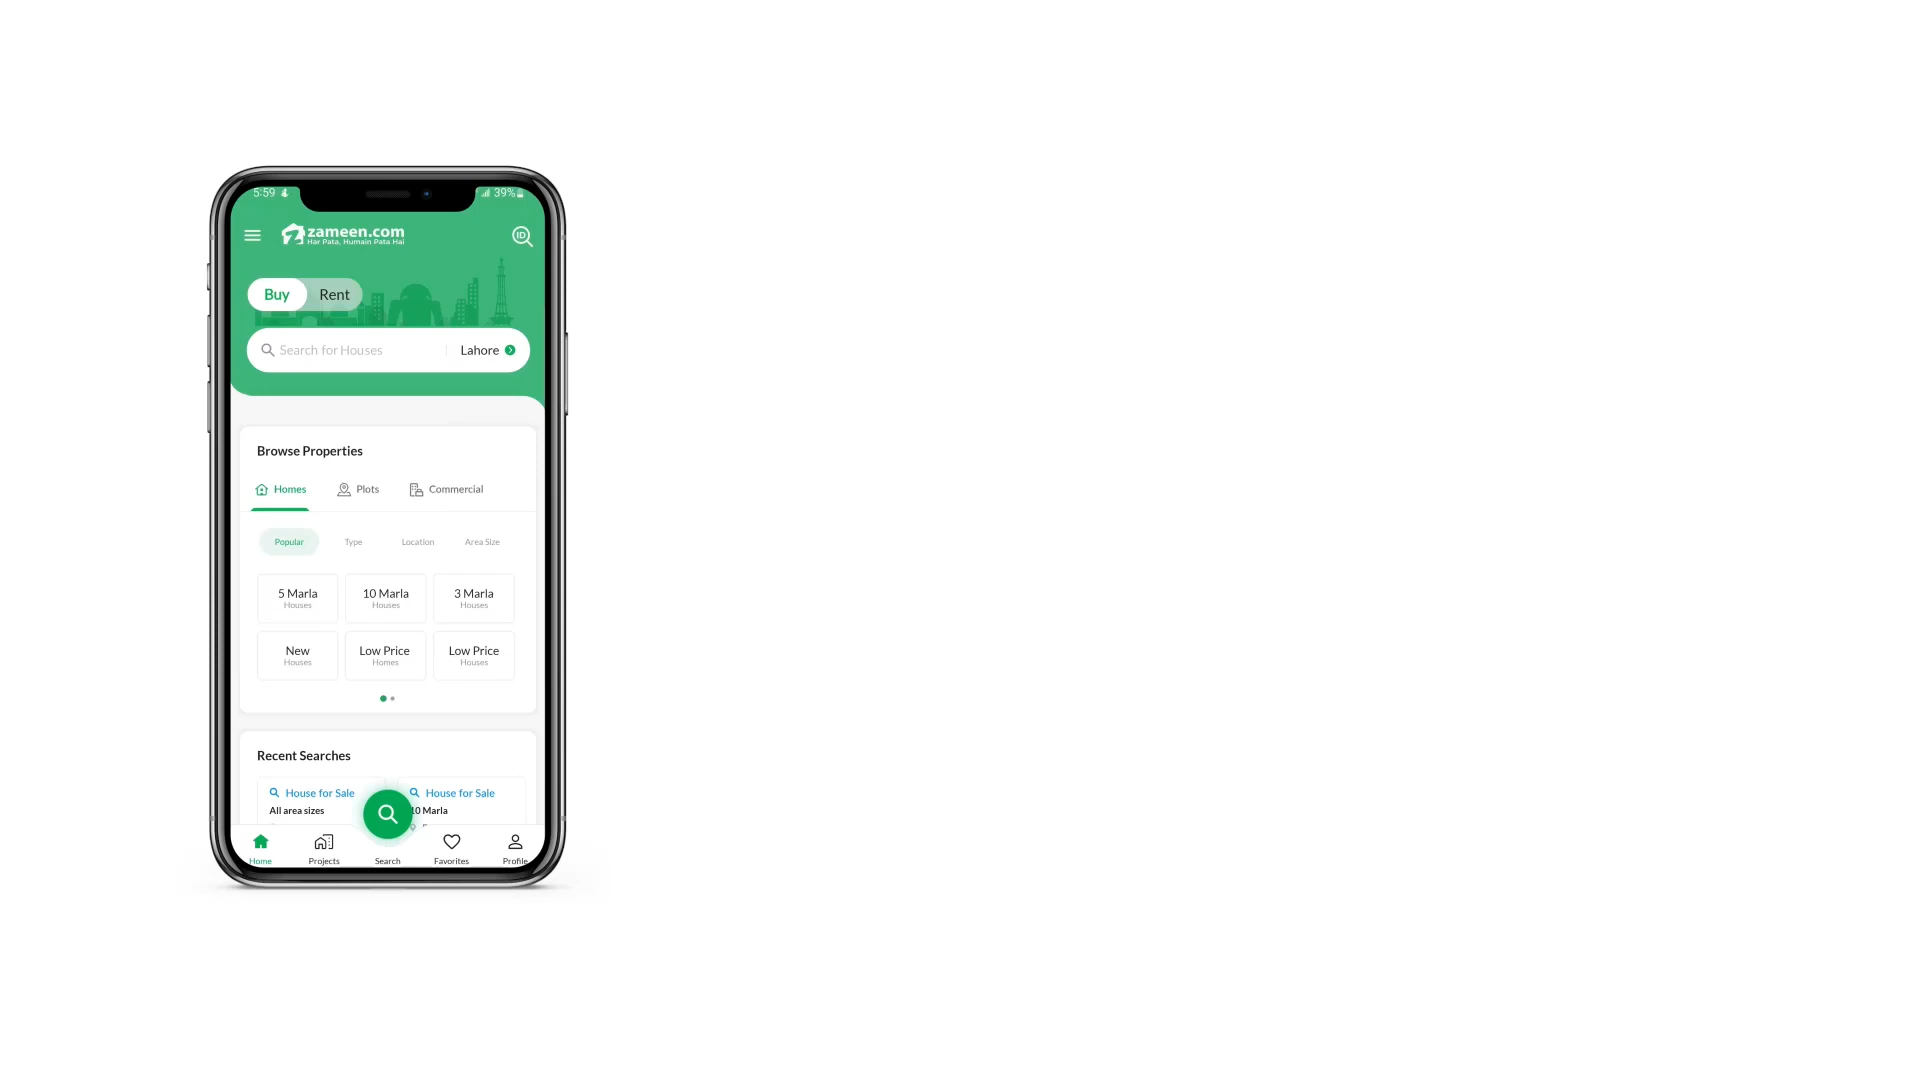 5:59
39%
zameen.com
Har Pata, Humain Pata Hai
ID
Buy Rent
Search for Houses Lahore
Browse Properties
Homes Plots Commercial
Popular Type Location Area Size
5 Marla 10 Marla 3 Marla
Houses Houses Houses
New Low Price Low Price
Houses Homes Houses
Recent Searches
House for Sale House for Sale
All area sizes 10 Marla
Home Projects Search Favorites Profile